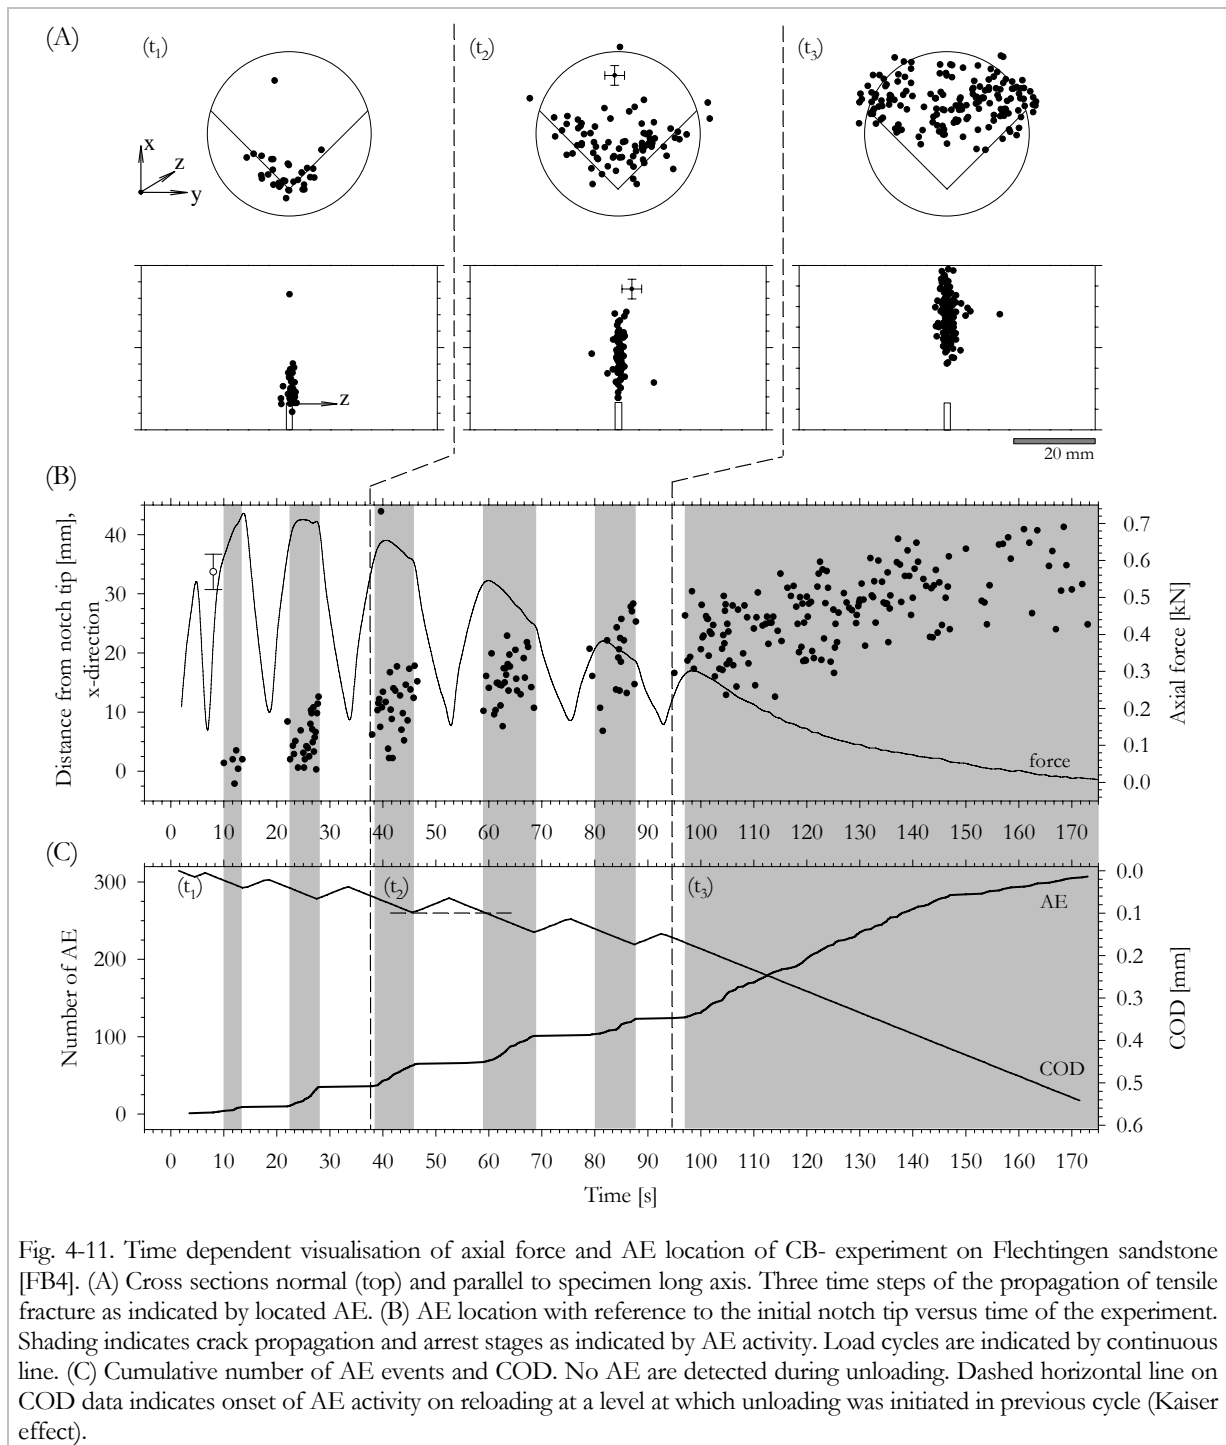 (A)
(t1) (t2) (t3)
x
z
y
z
20 mm
(B)
Distance from notch tip [mm],
x-direction
40
30
20
10
0
0.7
0.6
0.5
0.4
0.3
0.2
0.1
0.0
Axial force [kN]
force
0 10 20 30 40 50 60 70 80 90 100 110 120 130 140 150 160 170
(C)
(t1) (t2) (t3)
Number of AE
300
200
100
0
AE
COD
0.0
0.1
0.2
0.3
0.4
0.5
0.6
COD [mm]
0 10 20 30 40 50 60 70 80 90 100 110 120 130 140 150 160 170
Time [s]
Fig. 4-11. Time dependent visualisation of axial force and AE location of CB- experiment on Flechtingen sandstone
[FB4]. (A) Cross sections normal (top) and parallel to specimen long axis. Three time steps of the propagation of tensile
fracture as indicated by located AE. (B) AE location with reference to the initial notch tip versus time of the experiment.
Shading indicates crack propagation and arrest stages as indicated by AE activity. Load cycles are indicated by continuous
line. (C) Cumulative number of AE events and COD. No AE are detected during unloading. Dashed horizontal line on
COD data indicates onset of AE activity on reloading at a level at which unloading was initiated in previous cycle (Kaiser
effect).